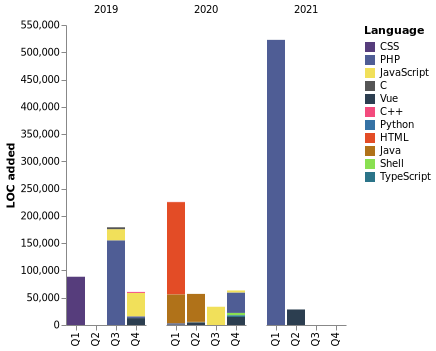 2019 2020 2021
LOC added
550,000
500,000
450,000
400,000
350,000
300,000
250,000
200,000
150,000
100,000
50,000
0
Q1 Q2 Q3 Q4 Q1 Q2 Q3 Q4 Q1 Q2 Q3 Q4
Language
CSS
PHP
JavaScript
C
Vue
C++
Python
HTML
Java
Shell
TypeScript